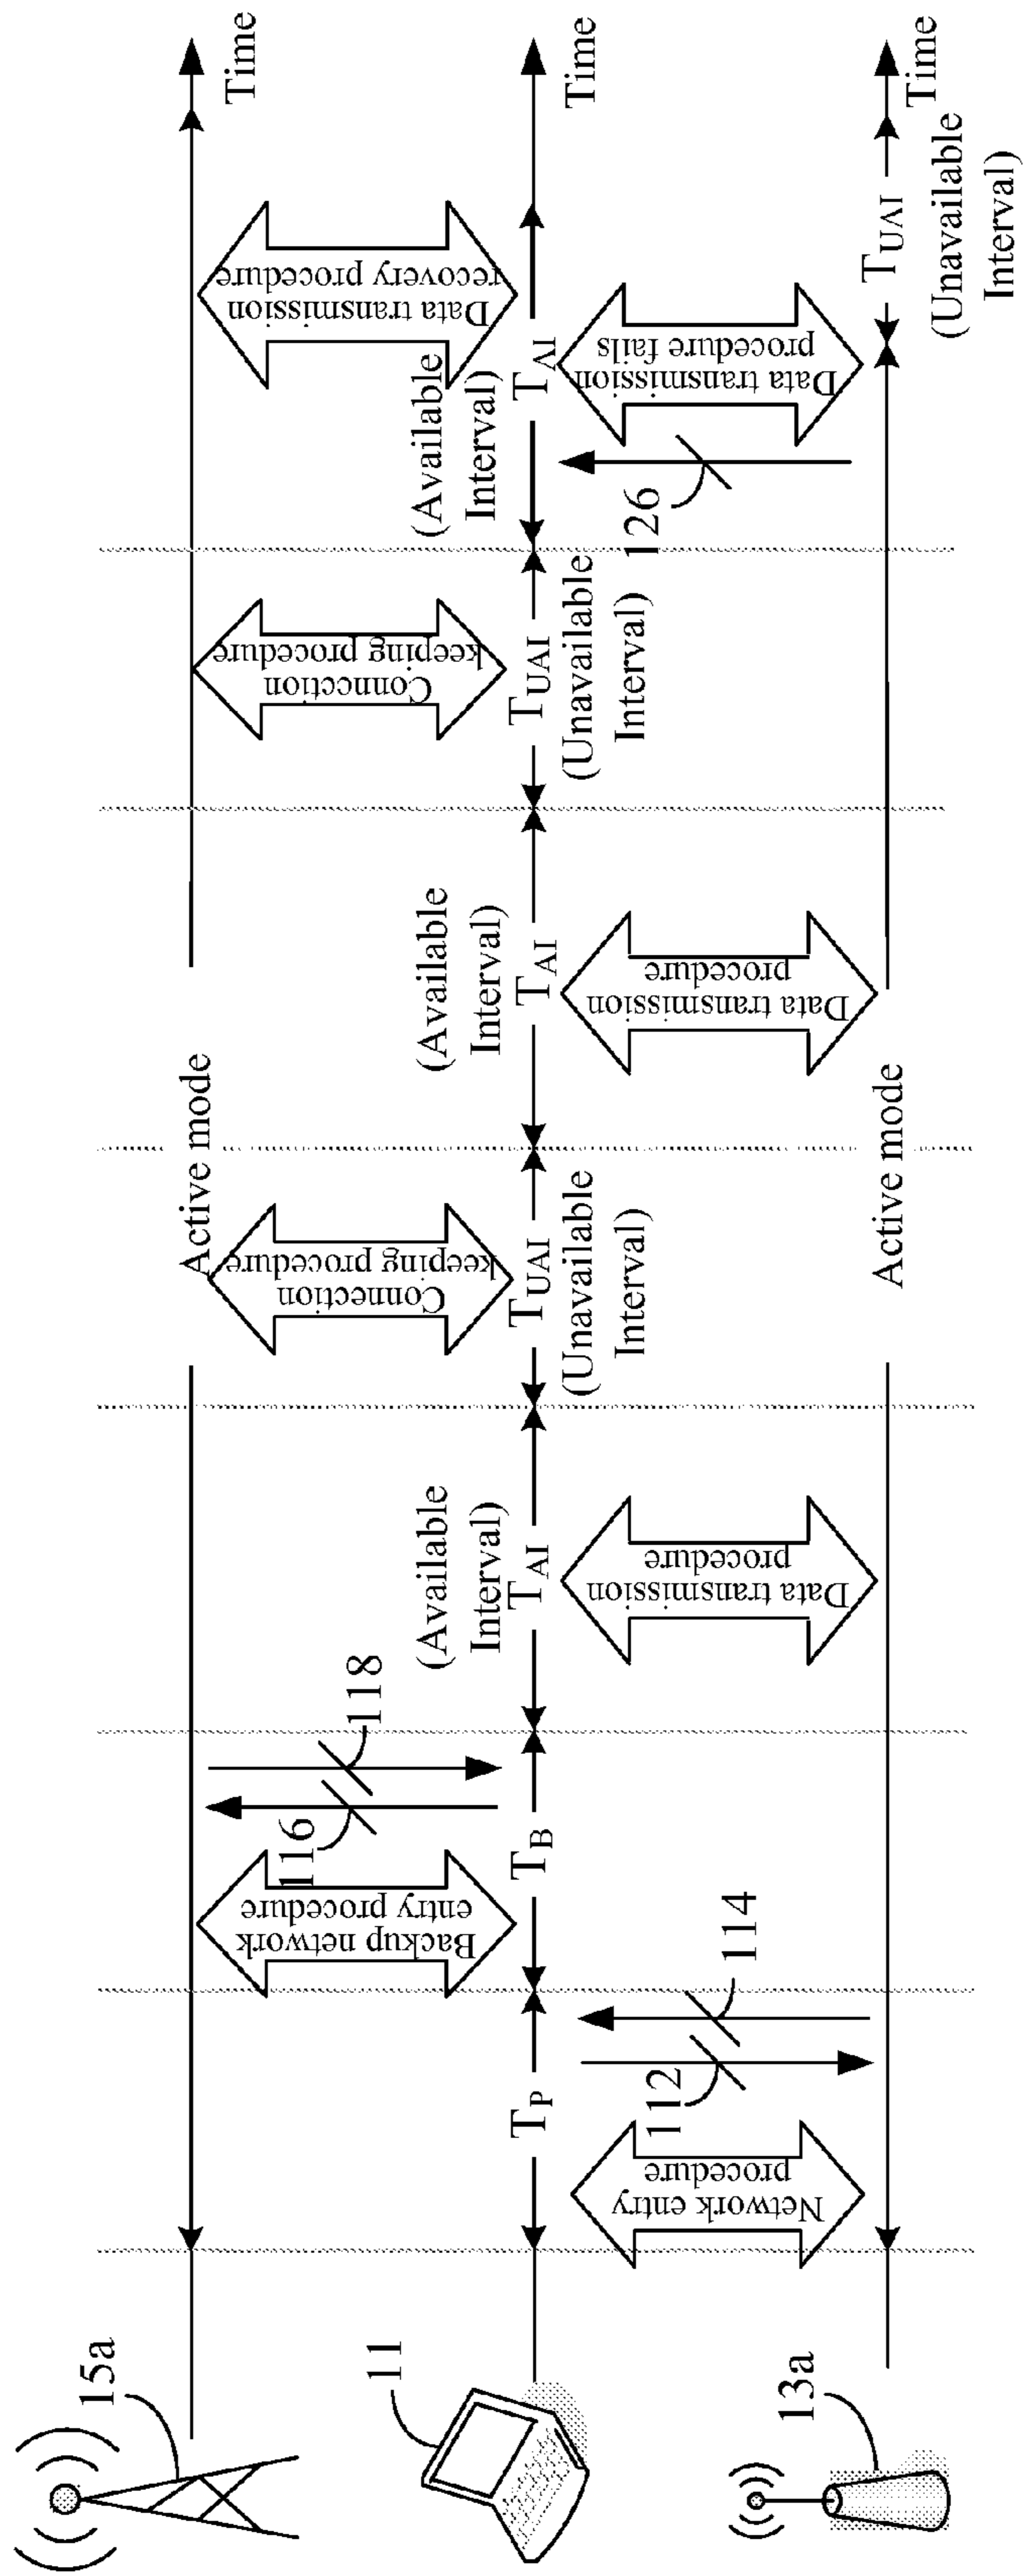 15a
Active mode
Time
Backup network
entry procedure
116
118
Connection
keeping procedure
Connection
keeping procedure
Data transmission
recovery procedure
11
TP
TB
(Available
Interval)
TAI
TUAI
(Unavailable
Interval)
(Available
Interval)
TAI
TUAI
(Unavailable
Interval)
(Available
Interval)
TAI
Time
Network entry
procedure
112
114
Data transmission
procedure
Data transmission
procedure
126
Data transmission
procedure fails
13a
Active mode
TUAI
(Unavailable
Interval)
Time